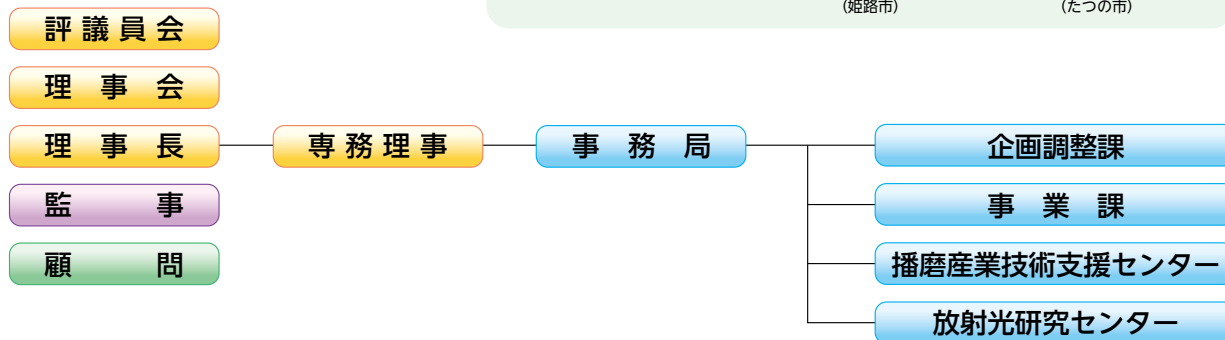 (姫路市) (たつの市)
評議員会
理事会
理事長 専務理事 事務局 企画調整課
監事 事業課
顧問 播磨産業技術支援センター
放射光研究センター